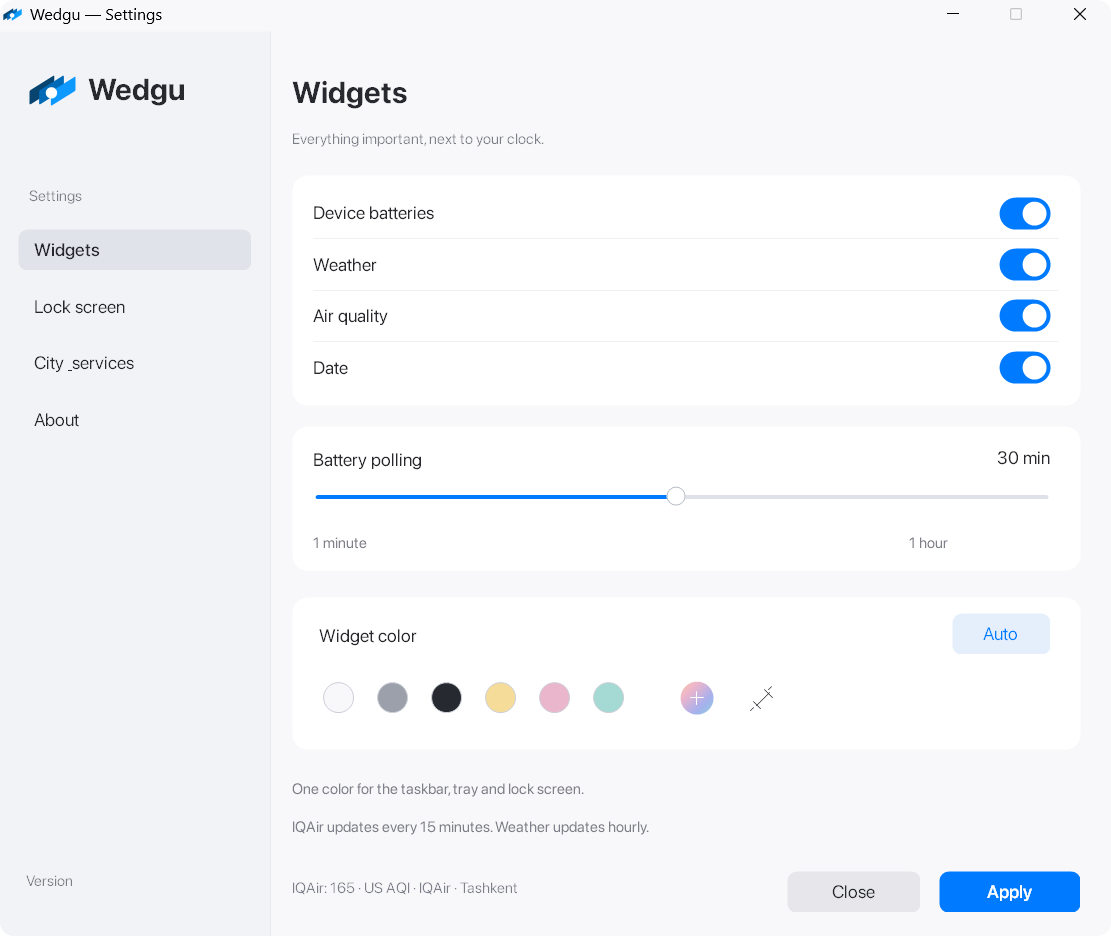 Wedgu — Settings
Wedgu
Settings
Widgets
Lock screen
City _services
About
Version
Widgets
Everything important, next to your clock.
Device batteries
Weather
Air quality
Date
Battery polling
30 min
1 minute
1 hour
Widget color
Auto
One color for the taskbar, tray and lock screen.
IQAir updates every 15 minutes. Weather updates hourly.
IQAir: 165 · US AQI · IQAir · Tashkent
Close
Apply